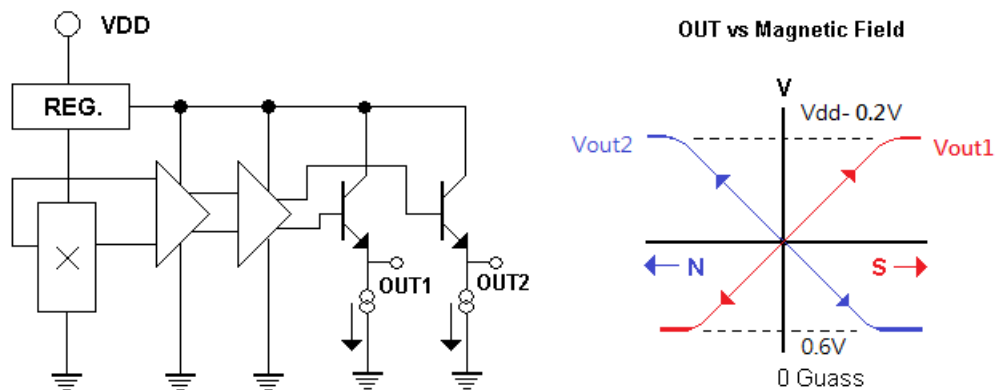 VDD
REG.
OUT1
OUT2
OUT vs Magnetic Field
V
Vdd- 0.2V
Vout2
Vout1
N
S
0.6V
0 Guass